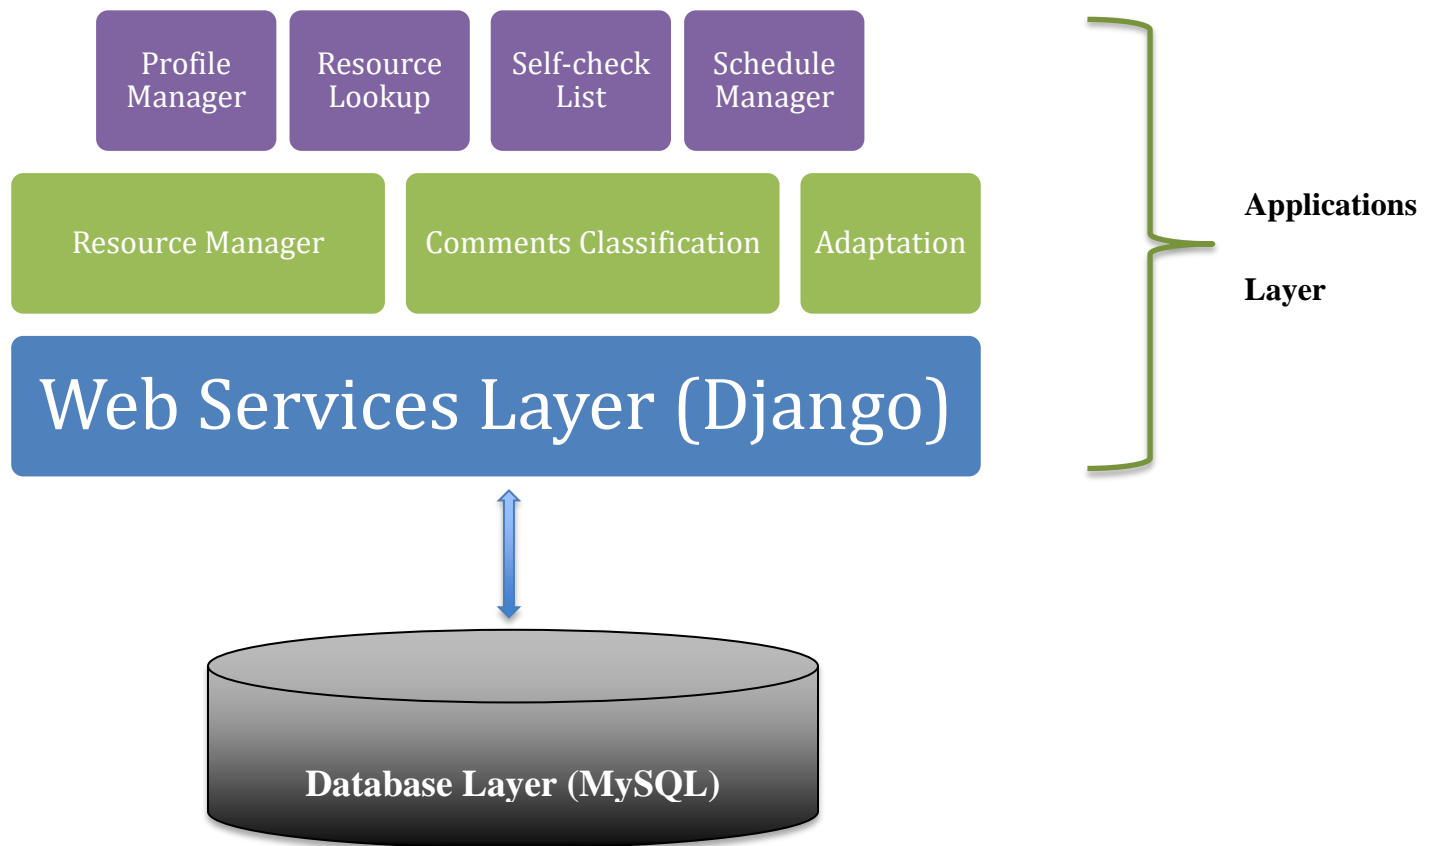 Profile
Manager
Resource
Lookup
Self-check
List
Schedule
Manager
Resource Manager
Comments Classification
Adaptation
Applications
Layer
Web Services Layer (Django)
Database Layer (MySQL)